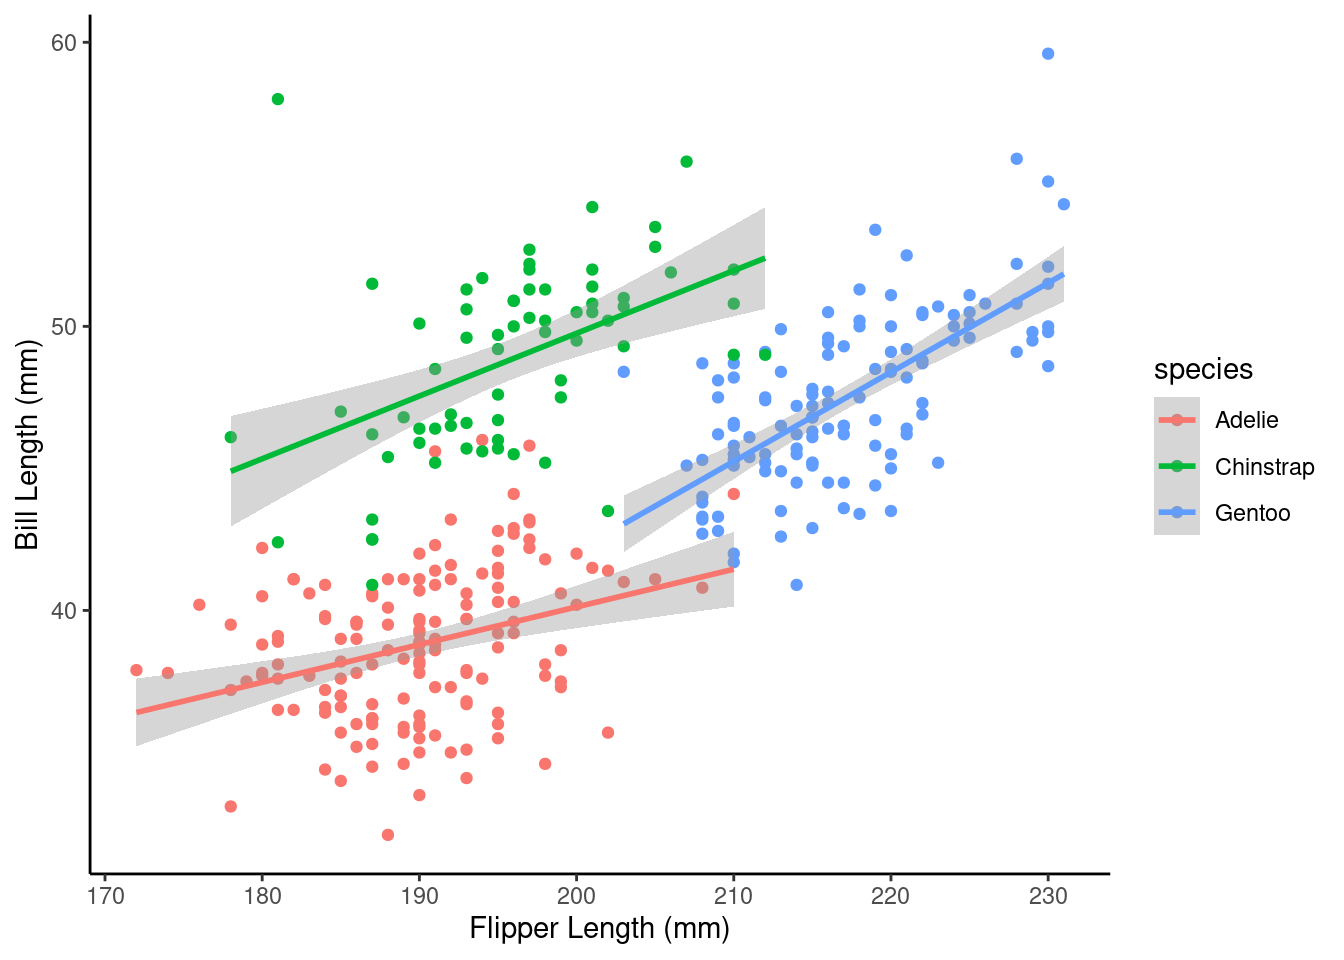 60
50
40
Bill Length (mm)
170 180 190 200 210 220 230
Flipper Length (mm)
species
Adelie
Chinstrap
Gentoo